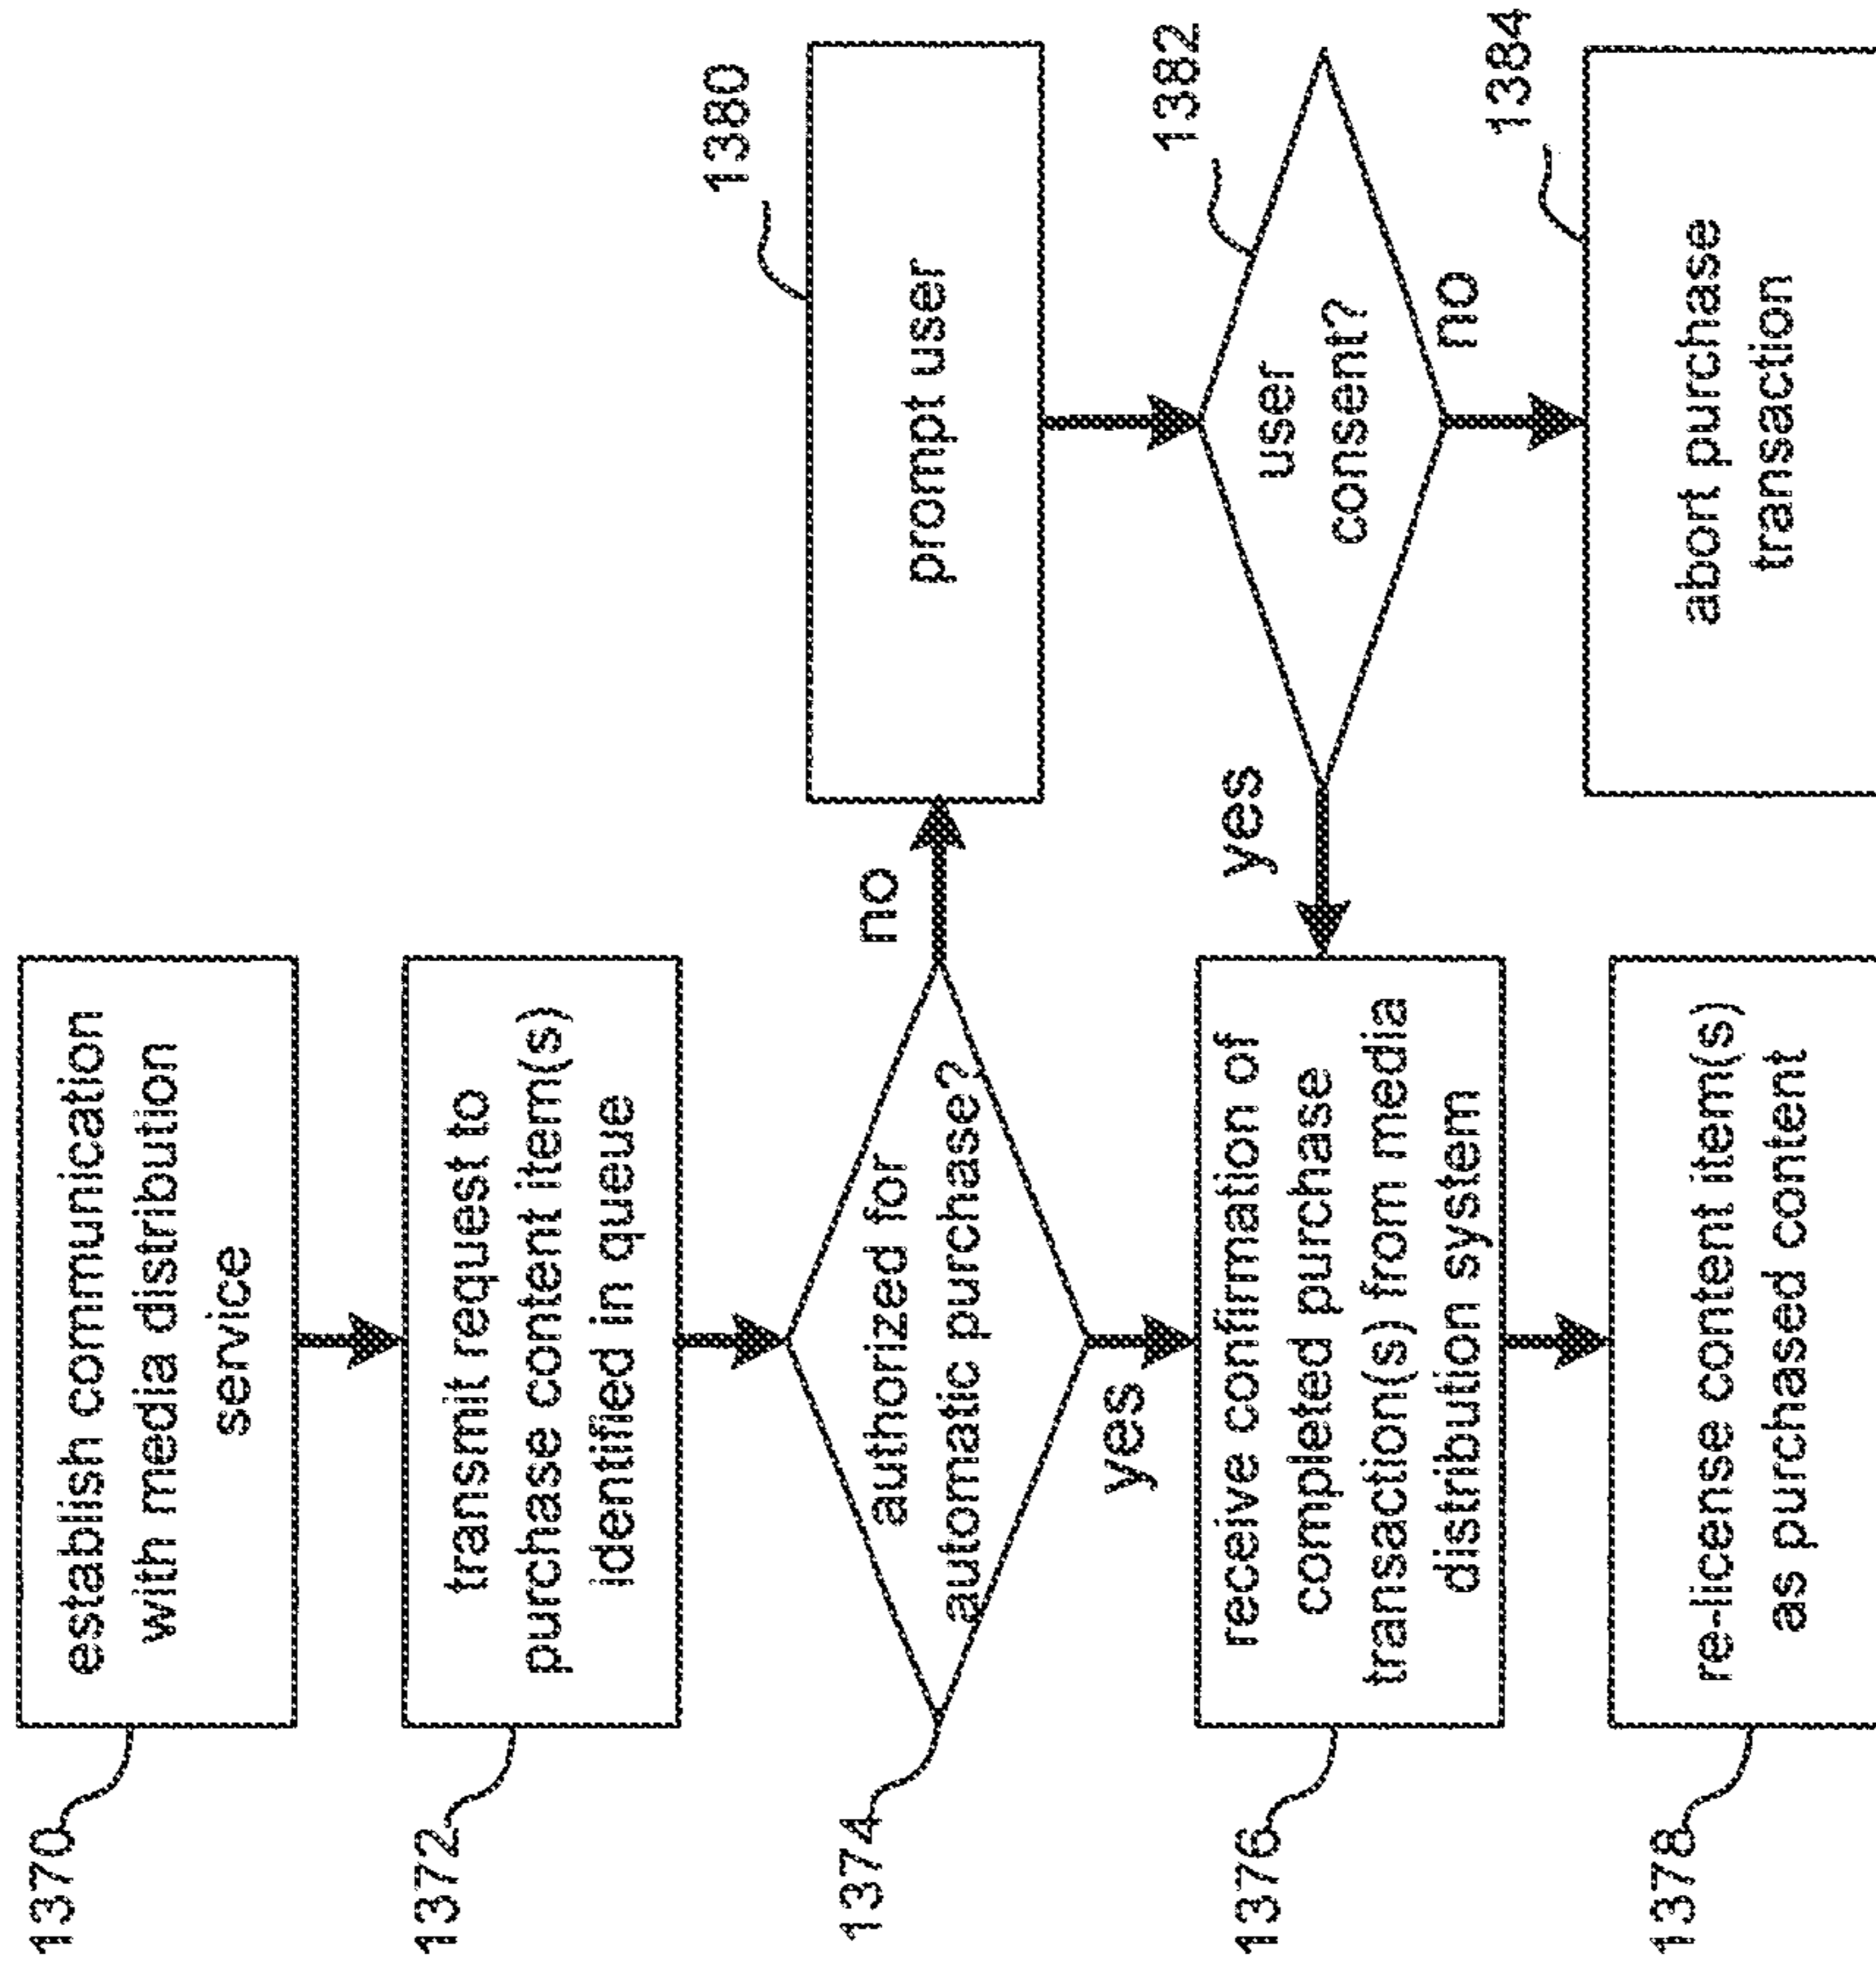 1370
establish communication
with media distribution
service
1372
transmit request to
purchase content item(s)
identified in queue
1374
authorized for
automatic purchase?
no
yes
1380
prompt user
1382
user
consent?
yes
no
1376
receive confirmation of
completed purchase
transaction(s) from media
distribution system
1384
abort purchase
transaction
1378
re-license content item(s)
as purchased content